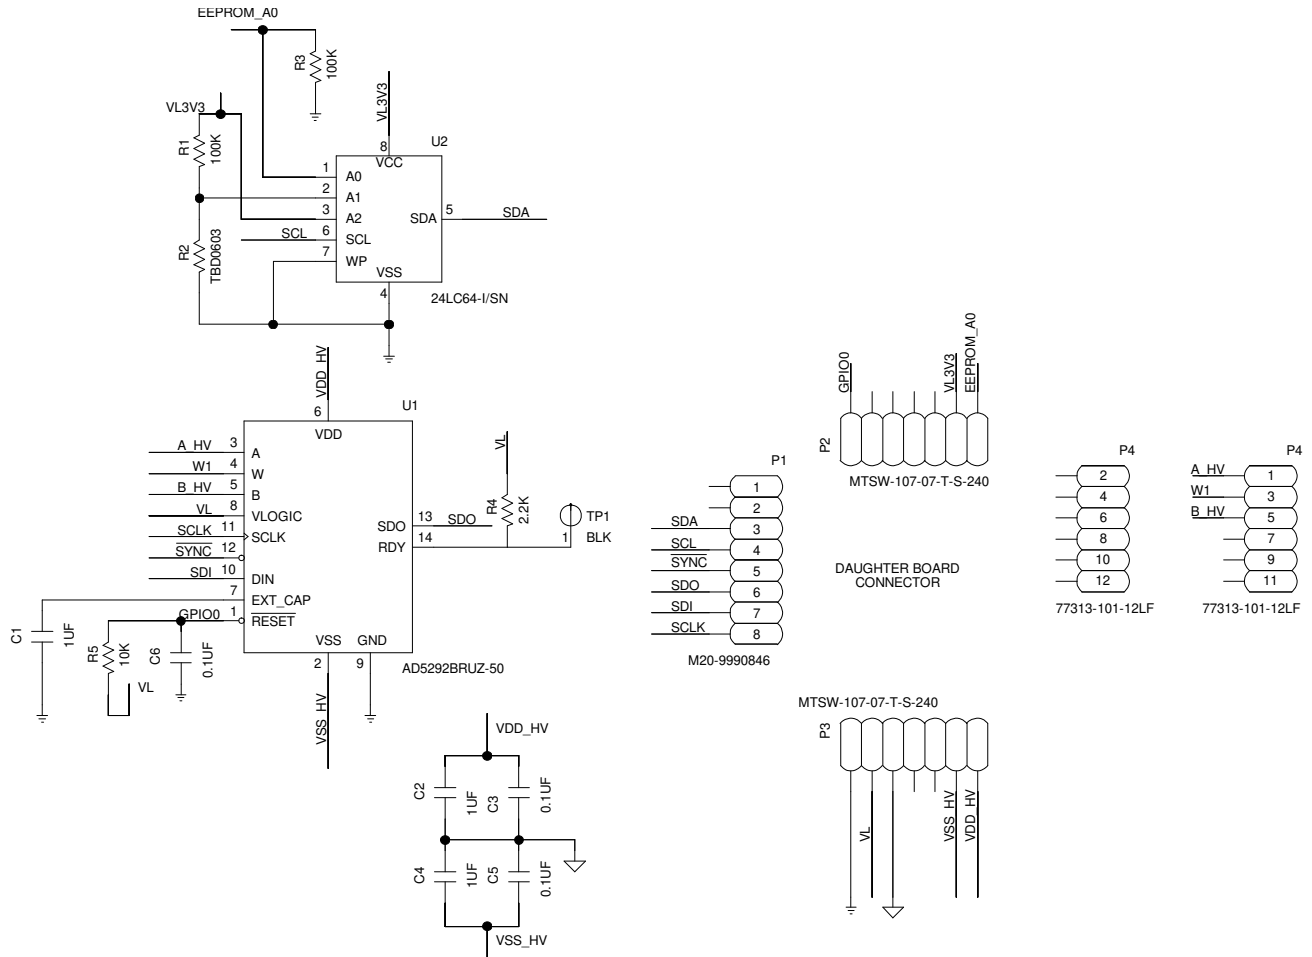 EEPROM_A0
R3
100K
VL3V3
VL3V3
R1
100K
U2
8
VCC
1
A0
2
A1
3
A2
SCL
6
SCL
7
WP
SDA
5
SDA
VSS
4
24LC64-I/SN
R2
TBD0603
VDD_HV
6
VDD
U1
A_HV
3
A
W1
4
W
B_HV
5
B
VL
8
VLOGIC
SCLK
11
SCLK
SYNC
12
SDI
10
DIN
7
EXT_CAP
GPIO0
1
RESET
SDO
13
SDO
RDY
14
VL
R4
2.2K
1
TP1
BLK
VSS
GND
2
9
AD5292BRUZ-50
VSS_HV
C1
1UF
R5
10K
VL
C6
0.1UF
VDD_HV
C2
1UF
C3
0.1UF
C4
1UF
C5
0.1UF
VSS_HV
P1
1
2
SDA
3
SCL
4
SYNC
5
SDO
6
SDI
7
SCLK
8
M20-9990846
GPIO0
VL3V3
EEPROM_A0
P2
MTSW-107-07-T-S-240
DAUGHTER BOARD
CONNECTOR
MTSW-107-07-T-S-240
P3
VL
VSS_HV
VDD_HV
P4
2
4
6
8
10
12
77313-101-12LF
P4
A_HV
1
W1
3
B_HV
5
7
9
11
77313-101-12LF